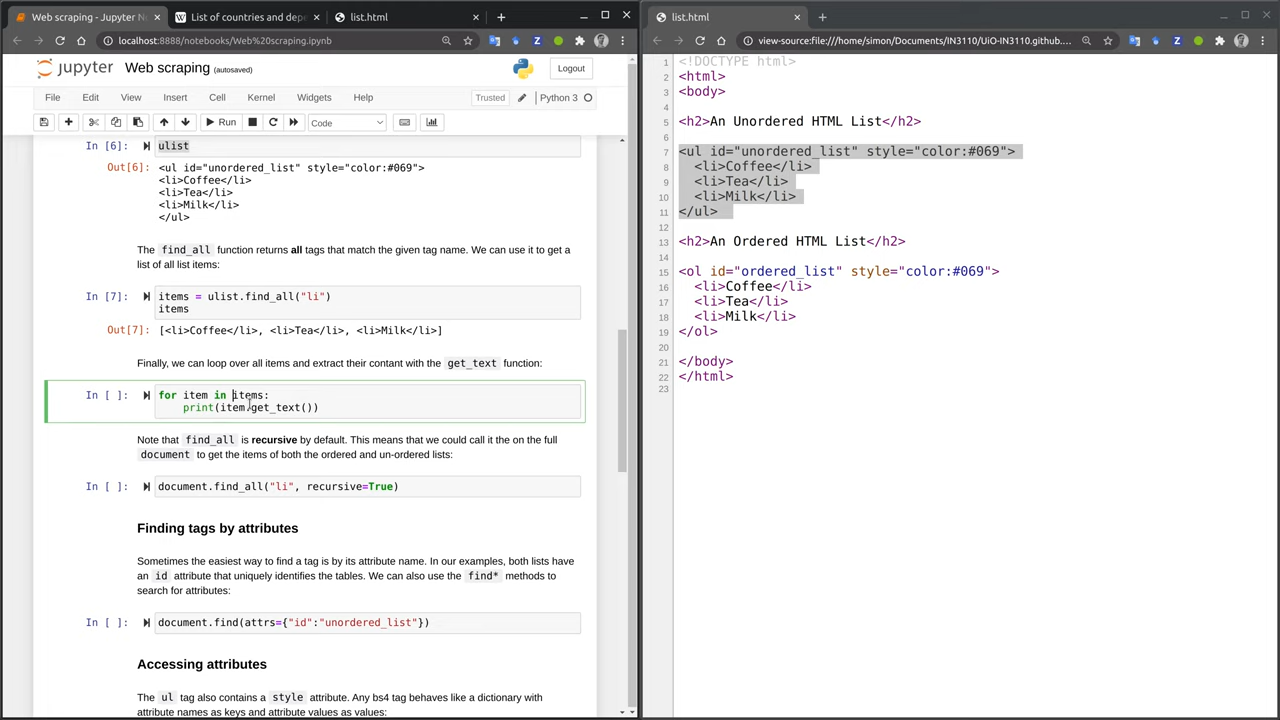 Web scraping - Jupyter N
List of countries and depe
list.html
localhost:8888/notebooks/Web%20scraping.ipynb
jupyter
Web scraping (autosaved)
Logout
File Edit View Insert Cell Kernel Widgets Help
Trusted
Python 3
Run
Code
In [6]: ulist
Out[6]: <ul id="unordered_list" style="color:#069">
<li>Coffee</li>
<li>Tea</li>
<li>Milk</li>
</ul>
The find_all function returns all tags that match the given tag name. We can use it to get a
list of all list items:
In [7]: items = ulist.find_all("li")
items
Out[7]: [<li>Coffee</li>, <li>Tea</li>, <li>Milk</li>]
Finally, we can loop over all items and extract their contant with the get_text function:
In [ ]: for item in items:
print(item.get_text())
Note that find_all is recursive by default. This means that we could call it the on the full
document to get the items of both the ordered and un-ordered lists:
In [ ]: document.find_all("li", recursive=True)
Finding tags by attributes
Sometimes the easiest way to find a tag is by its attribute name. In our examples, both lists have
an id attribute that uniquely identifies the tables. We can also use the find* methods to
search for attributes:
In [ ]: document.find(attrs={"id":"unordered_list"})
Accessing attributes
The ul tag also contains a style attribute. Any bs4 tag behaves like a dictionary with
attribute names as keys and attribute values as values:
list.html
view-source:file:///home/simon/Documents/IN3110/UiO-IN3110.github....
1 <!DOCTYPE html>
2 <html>
3 <body>
4
5 <h2>An Unordered HTML List</h2>
6
7 <ul id="unordered_list" style="color:#069">
8 <li>Coffee</li>
9 <li>Tea</li>
10 <li>Milk</li>
11 </ul>
12
13 <h2>An Ordered HTML List</h2>
14
15 <ol id="ordered_list" style="color:#069">
16 <li>Coffee</li>
17 <li>Tea</li>
18 <li>Milk</li>
19 </ol>
20
21 </body>
22 </html>
23